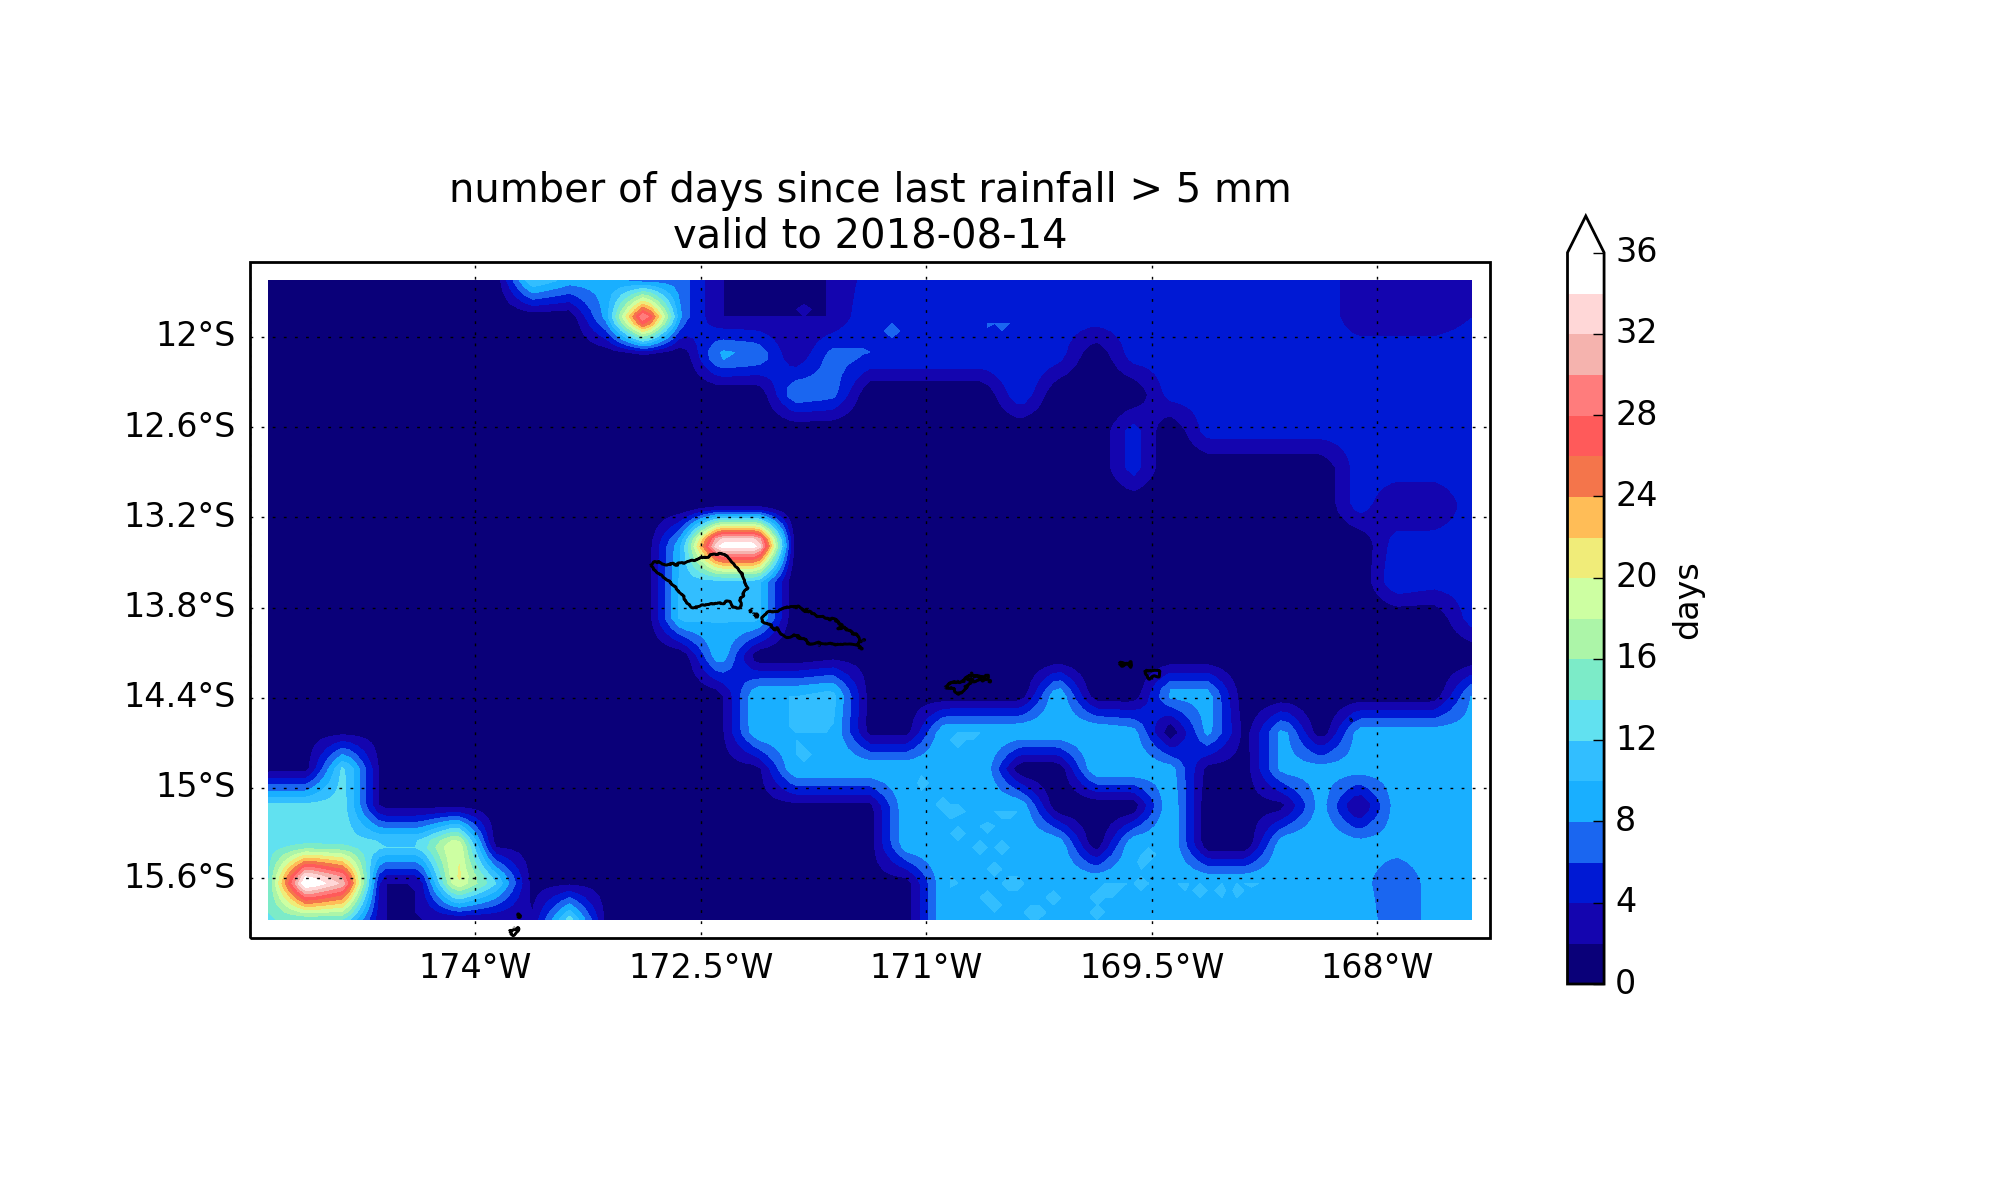 number of days since last rainfall > 5 mm
valid to 2018-08-14
12°S
12.6°S
13.2°S
13.8°S
14.4°S
15°S
15.6°S
174°W
172.5°W
171°W
169.5°W
168°W
36
32
28
24
20
16
12
8
4
0
days